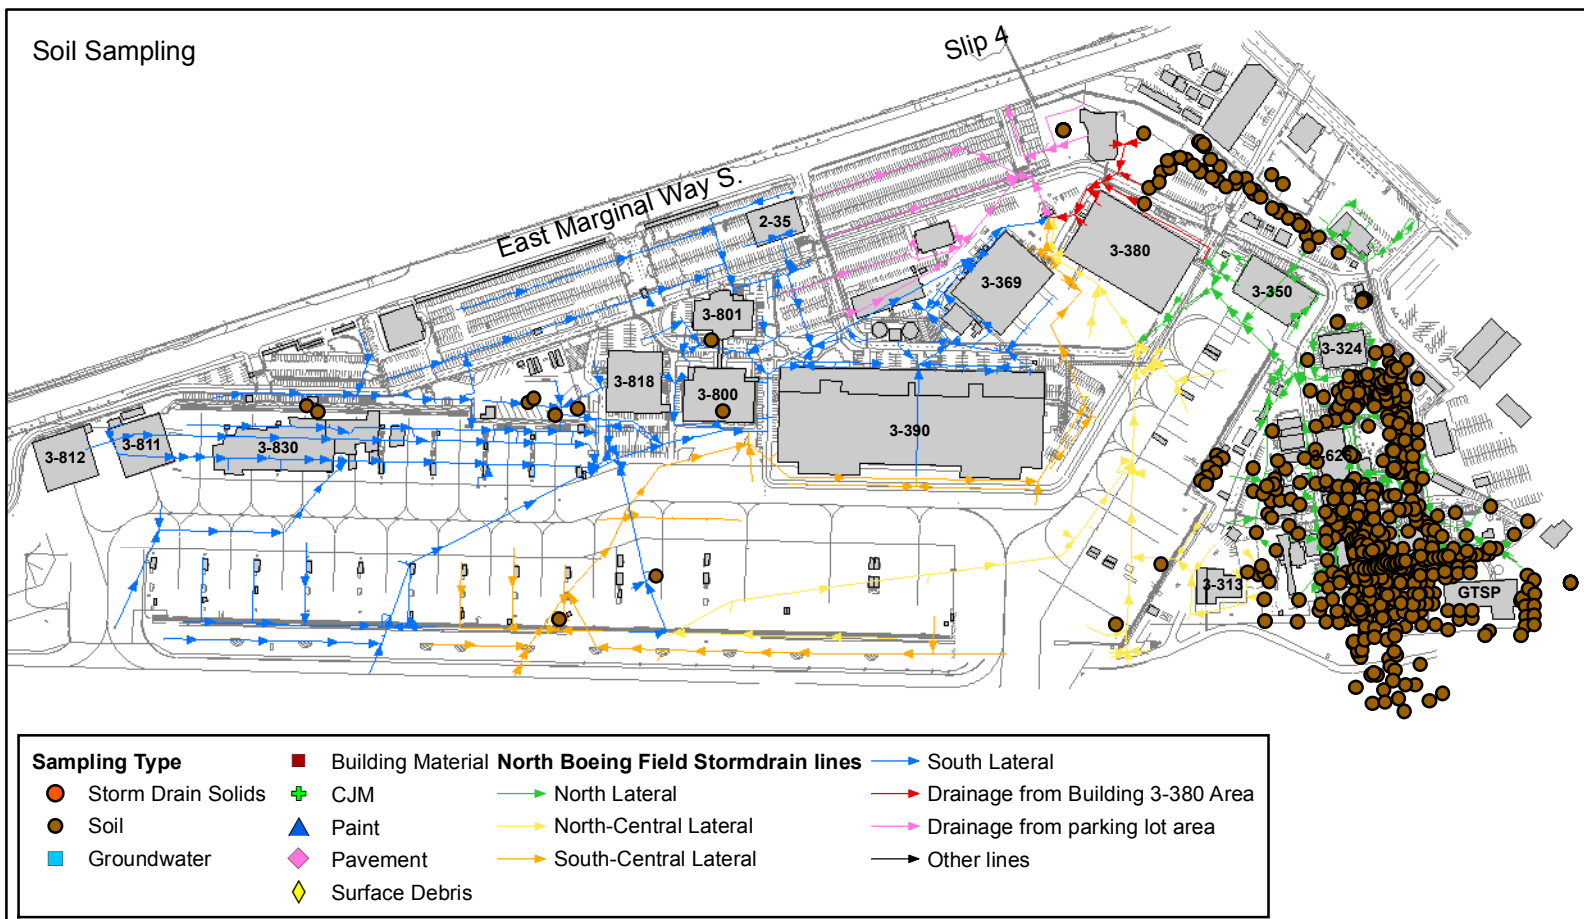 Soil Sampling
Slip 4
East Marginal Way S.
2-35
3-380
3-369
3-350
3-801
3-324
3-818
3-800
3-390
3-830
3-811
3-812
3-626
3-313
GTSP
Sampling Type
Storm Drain Solids
Soil
Groundwater
Building Material
CJM
Paint
Pavement
Surface Debris
North Boeing Field Stormdrain lines
North Lateral
North-Central Lateral
South-Central Lateral
South Lateral
Drainage from Building 3-380 Area
Drainage from parking lot area
Other lines